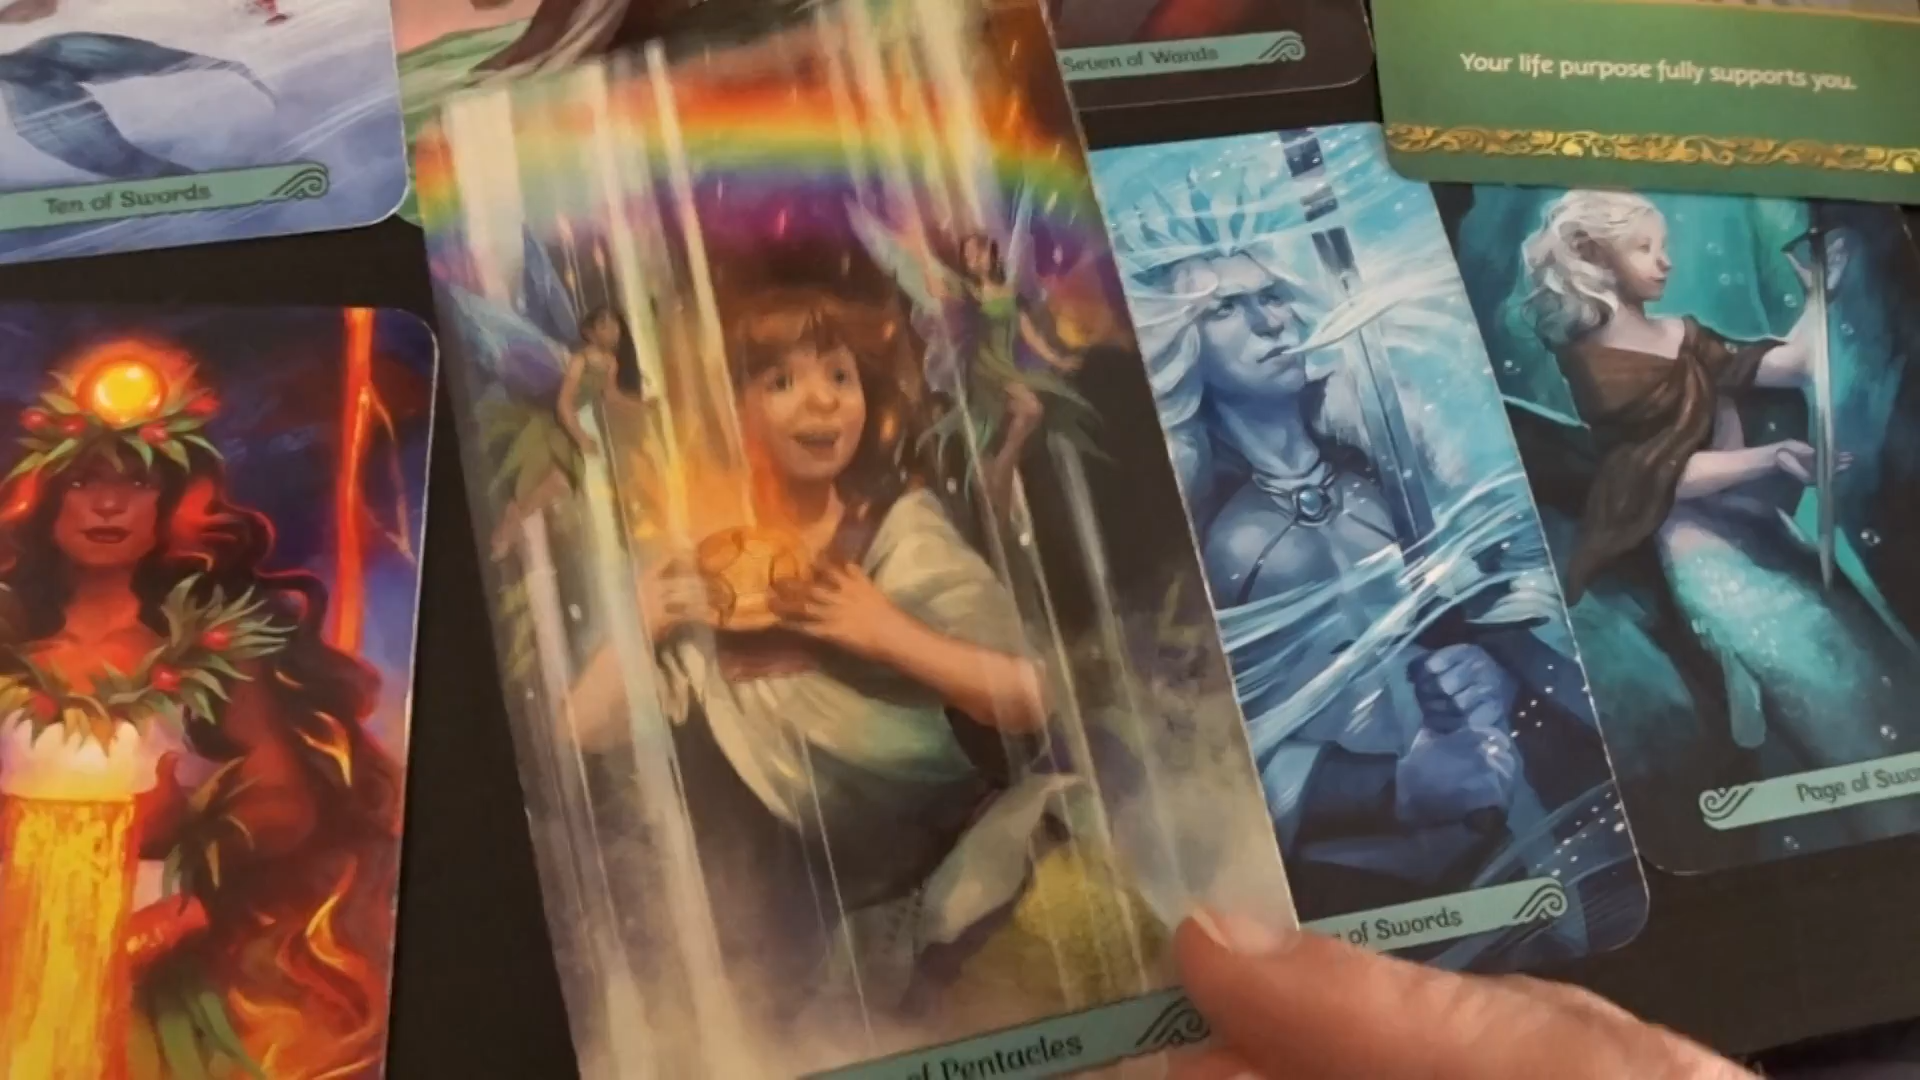 Seven of Wands
Your life purpose fully supports you.
Ten of Swords
Page of Swo
of Swords
of Pentacles